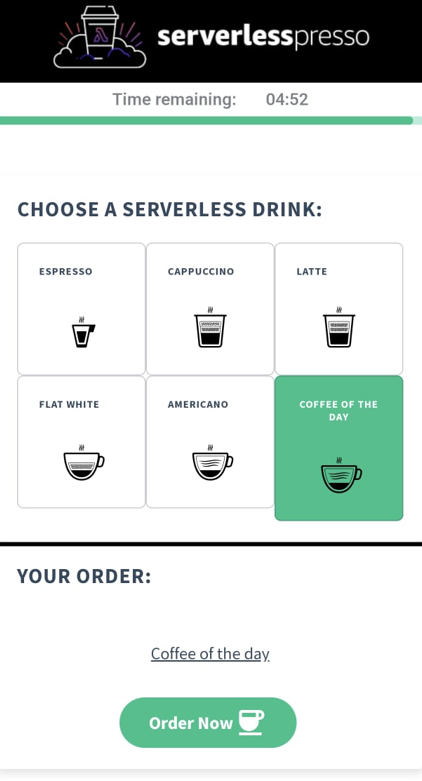 serverlesspresso
Time remaining: 04:52
CHOOSE A SERVERLESS DRINK:
ESPRESSO
CAPPUCCINO
LATTE
FLAT WHITE
AMERICANO
COFFEE OF THE
DAY
YOUR ORDER:
Coffee of the day
Order Now